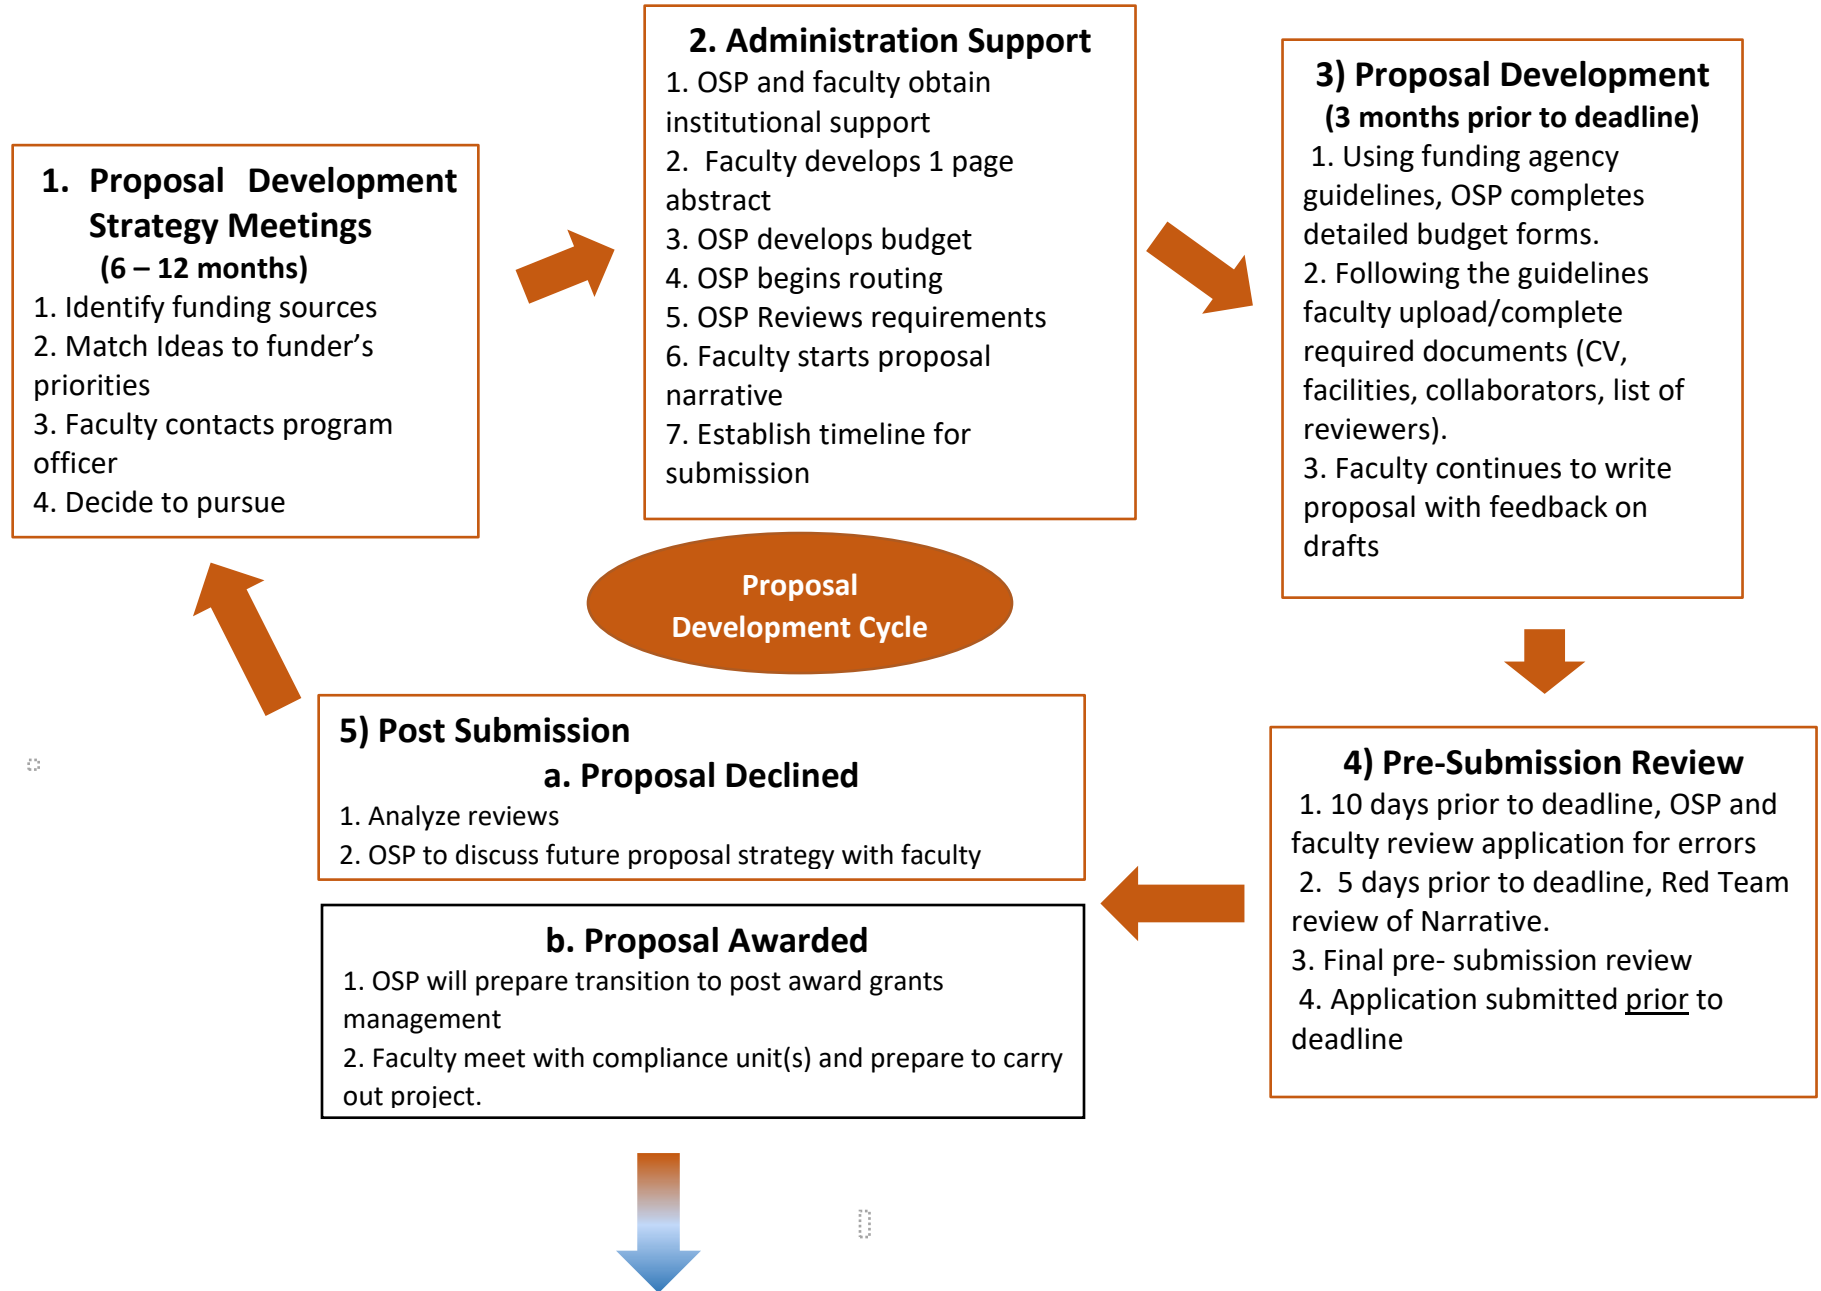 1. Proposal Development
Strategy Meetings
(6 – 12 months)
1. Identify funding sources
2. Match Ideas to funder’s
priorities
3. Faculty contacts program
officer
4. Decide to pursue
2. Administration Support
1. OSP and faculty obtain
institutional support
2. Faculty develops 1 page
abstract
3. OSP develops budget
4. OSP begins routing
5. OSP Reviews requirements
6. Faculty starts proposal
narrative
7. Establish timeline for
submission
3) Proposal Development
(3 months prior to deadline)
1. Using funding agency
guidelines, OSP completes
detailed budget forms.
2. Following the guidelines
faculty upload/complete
required documents (CV,
facilities, collaborators, list of
reviewers).
3. Faculty continues to write
proposal with feedback on
drafts
Proposal
Development Cycle
4) Pre-Submission Review
1. 10 days prior to deadline, OSP and
faculty review application for errors
2. 5 days prior to deadline, Red Team
review of Narrative.
3. Final pre- submission review
4. Application submitted prior to
deadline
5) Post Submission
a. Proposal Declined
1. Analyze reviews
2. OSP to discuss future proposal strategy with faculty
b. Proposal Awarded
1. OSP will prepare transition to post award grants
management
2. Faculty meet with compliance unit(s) and prepare to carry
out project.